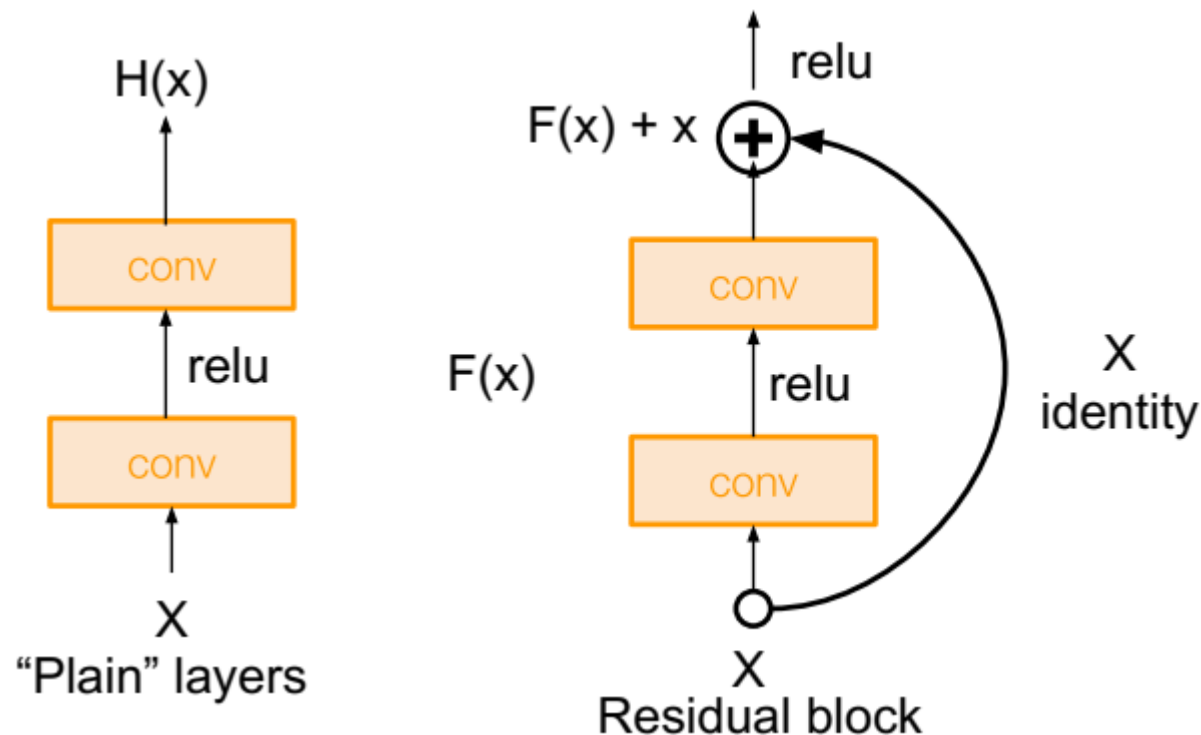 H(x)
conv
relu
conv
X
“Plain” layers
relu
F(x) + x
conv
F(x)
relu
X
identity
conv
X
Residual block